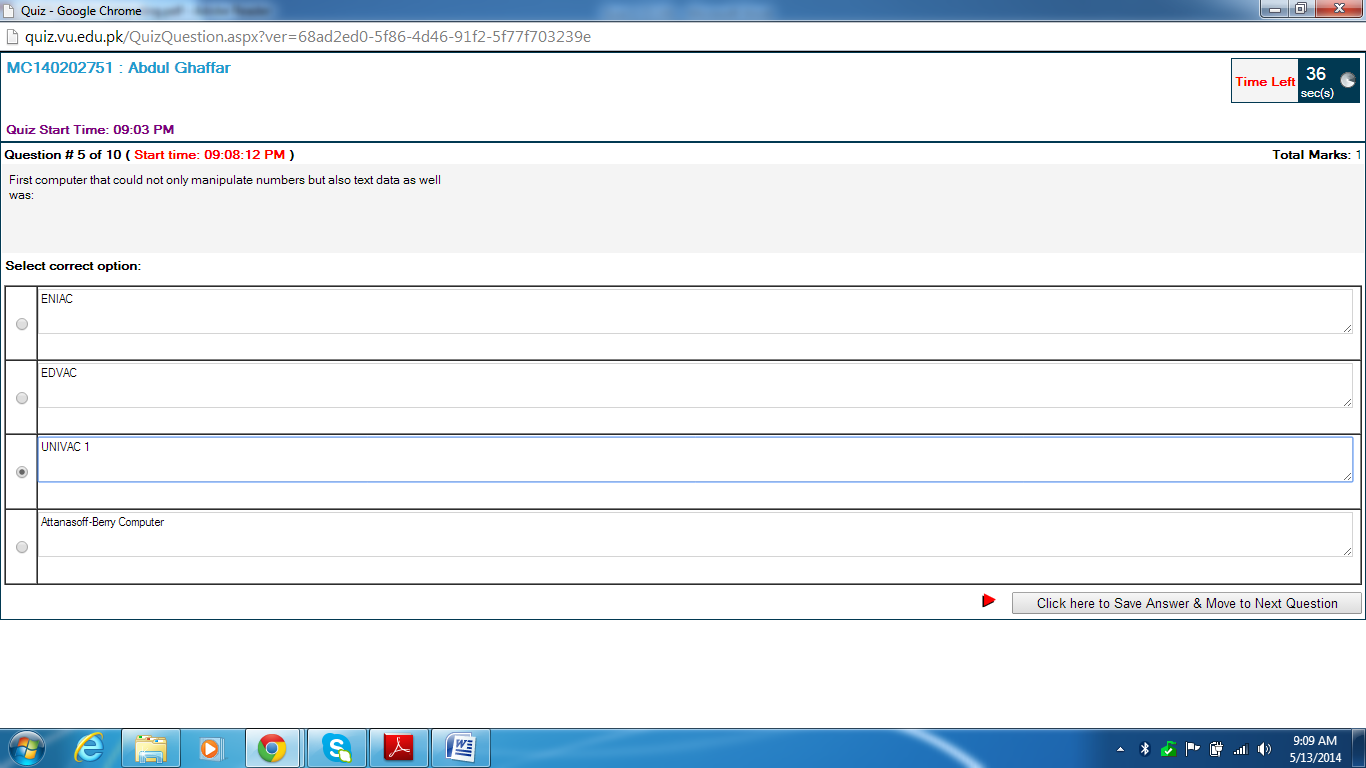 Quiz - Google Chrome
quiz.vu.edu.pk/QuizQuestion.aspx?ver=68ad2ed0-5f86-4d46-91f2-5f77f703239e
MC140202751 : Abdul Ghaffar
Time Left 36 sec(s)
Quiz Start Time: 09:03 PM
Question # 5 of 10 ( Start time: 09:08:12 PM )
Total Marks: 1
First computer that could not only manipulate numbers but also text data as well
was:
Select correct option:
ENIAC
EDVAC
UNIVAC 1
Attanasoff-Berry Computer
Click here to Save Answer & Move to Next Question
9:09 AM
5/13/2014